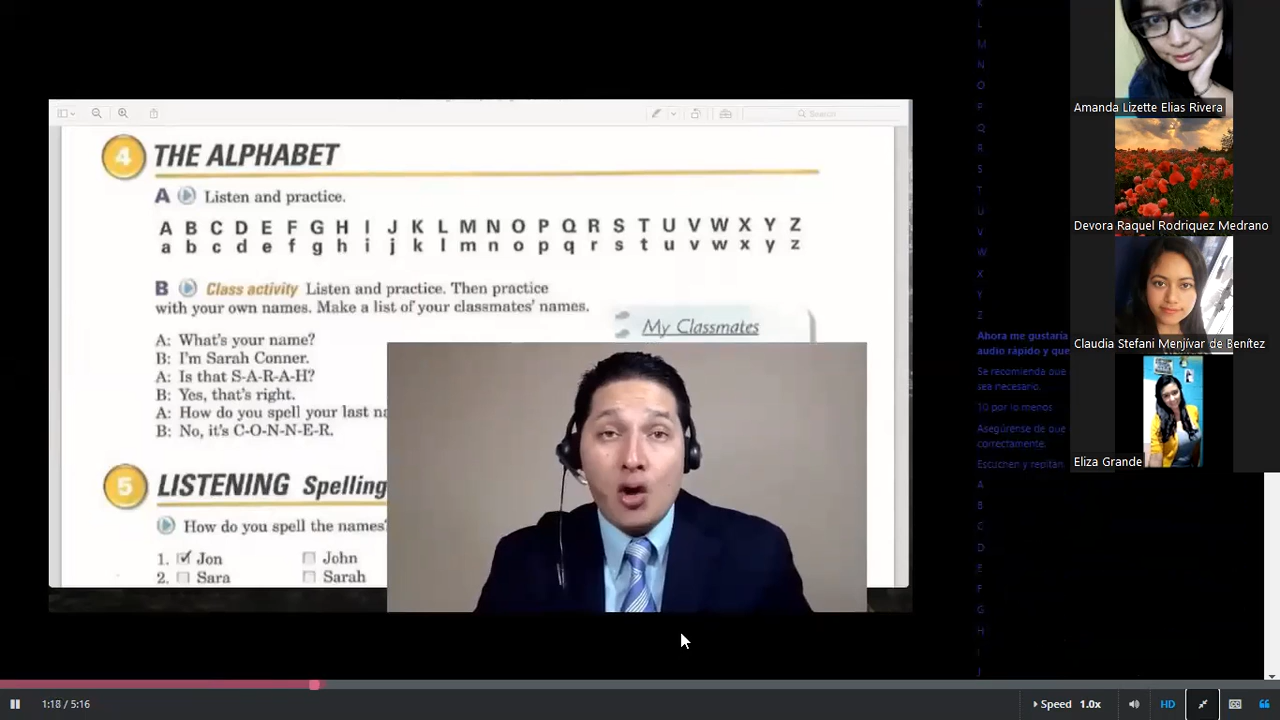 Search
4 THE ALPHABET
A Listen and practice.
A B C D E F G H I J K L M N O P Q R S T U V W X Y Z
a b c d e f g h i j k l m n o p q r s t u v w x y z
B Class activity Listen and practice. Then practice
with your own names. Make a list of your classmates' names.
My Classmates
A: What's your name?
B: I'm Sarah Conner.
A: Is that S-A-R-A-H?
B: Yes, that's right.
A: How do you spell your last na
B: No, it's C-O-N-N-E-R.
5 LISTENING Spelling
How do you spell the names?
1. Jon John
2. Sara Sarah
K
L
M
N
O
P
Q
R
S
T
U
V
W
X
Y
Z
Ahora me gustaría
audio rápido y que
Se recomienda que
sea necesario.
10 por lo menos
Asegúrense de que
correctamente.
Escuchen y repitan
A
B
C
D
E
F
G
H
I
J
Amanda Lizette Elias Rivera
Devora Raquel Rodriquez Medrano
Claudia Stefani Menjívar de Benítez
Eliza Grande
1:18 / 5:16
Speed 1.0x
HD